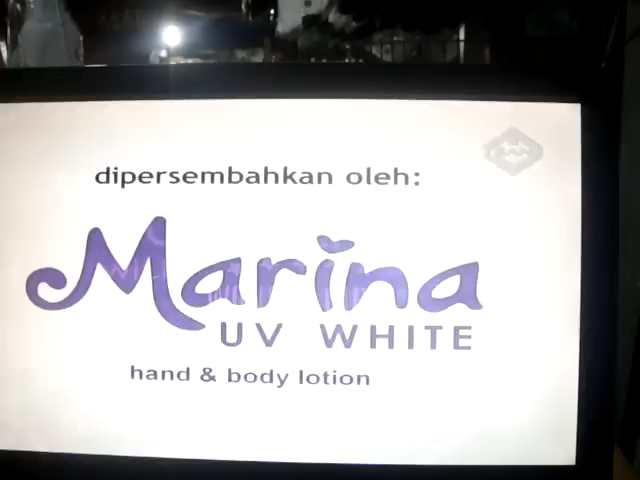 dipersembahkan oleh:
Marina
UV WHITE
hand & body lotion